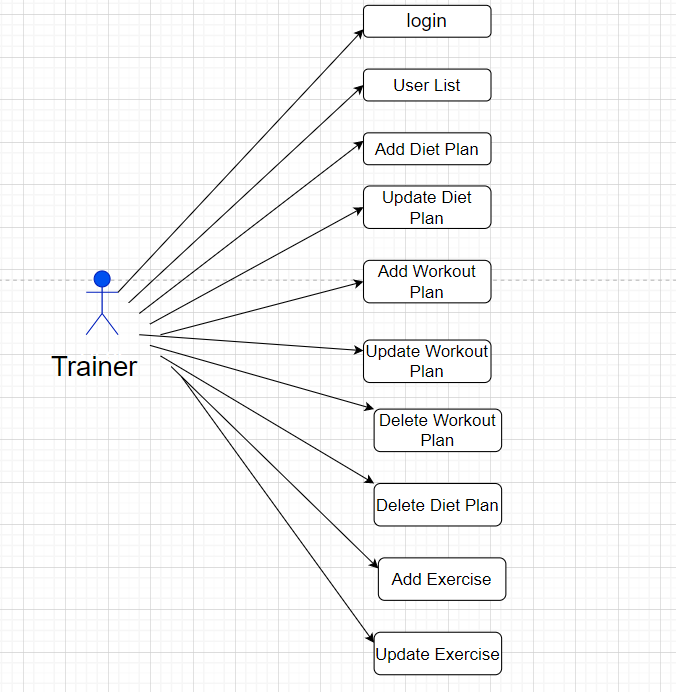 login
User List
Add Diet Plan
Update Diet
Plan
Add Workout
Plan
Trainer
Update Workout
Plan
Delete Workout
Plan
Delete Diet Plan
Add Exercise
Update Exercise